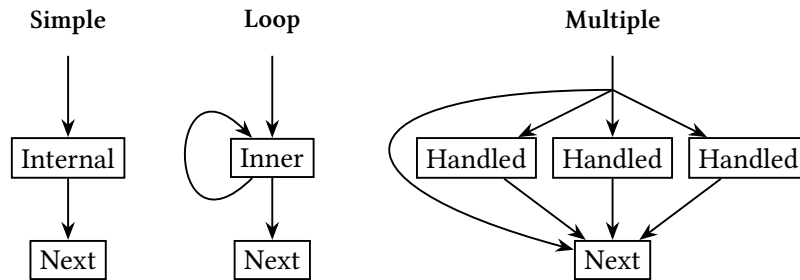 Simple
Internal
Next
Loop
Inner
Next
Multiple
Handled
Handled
Handled
Next